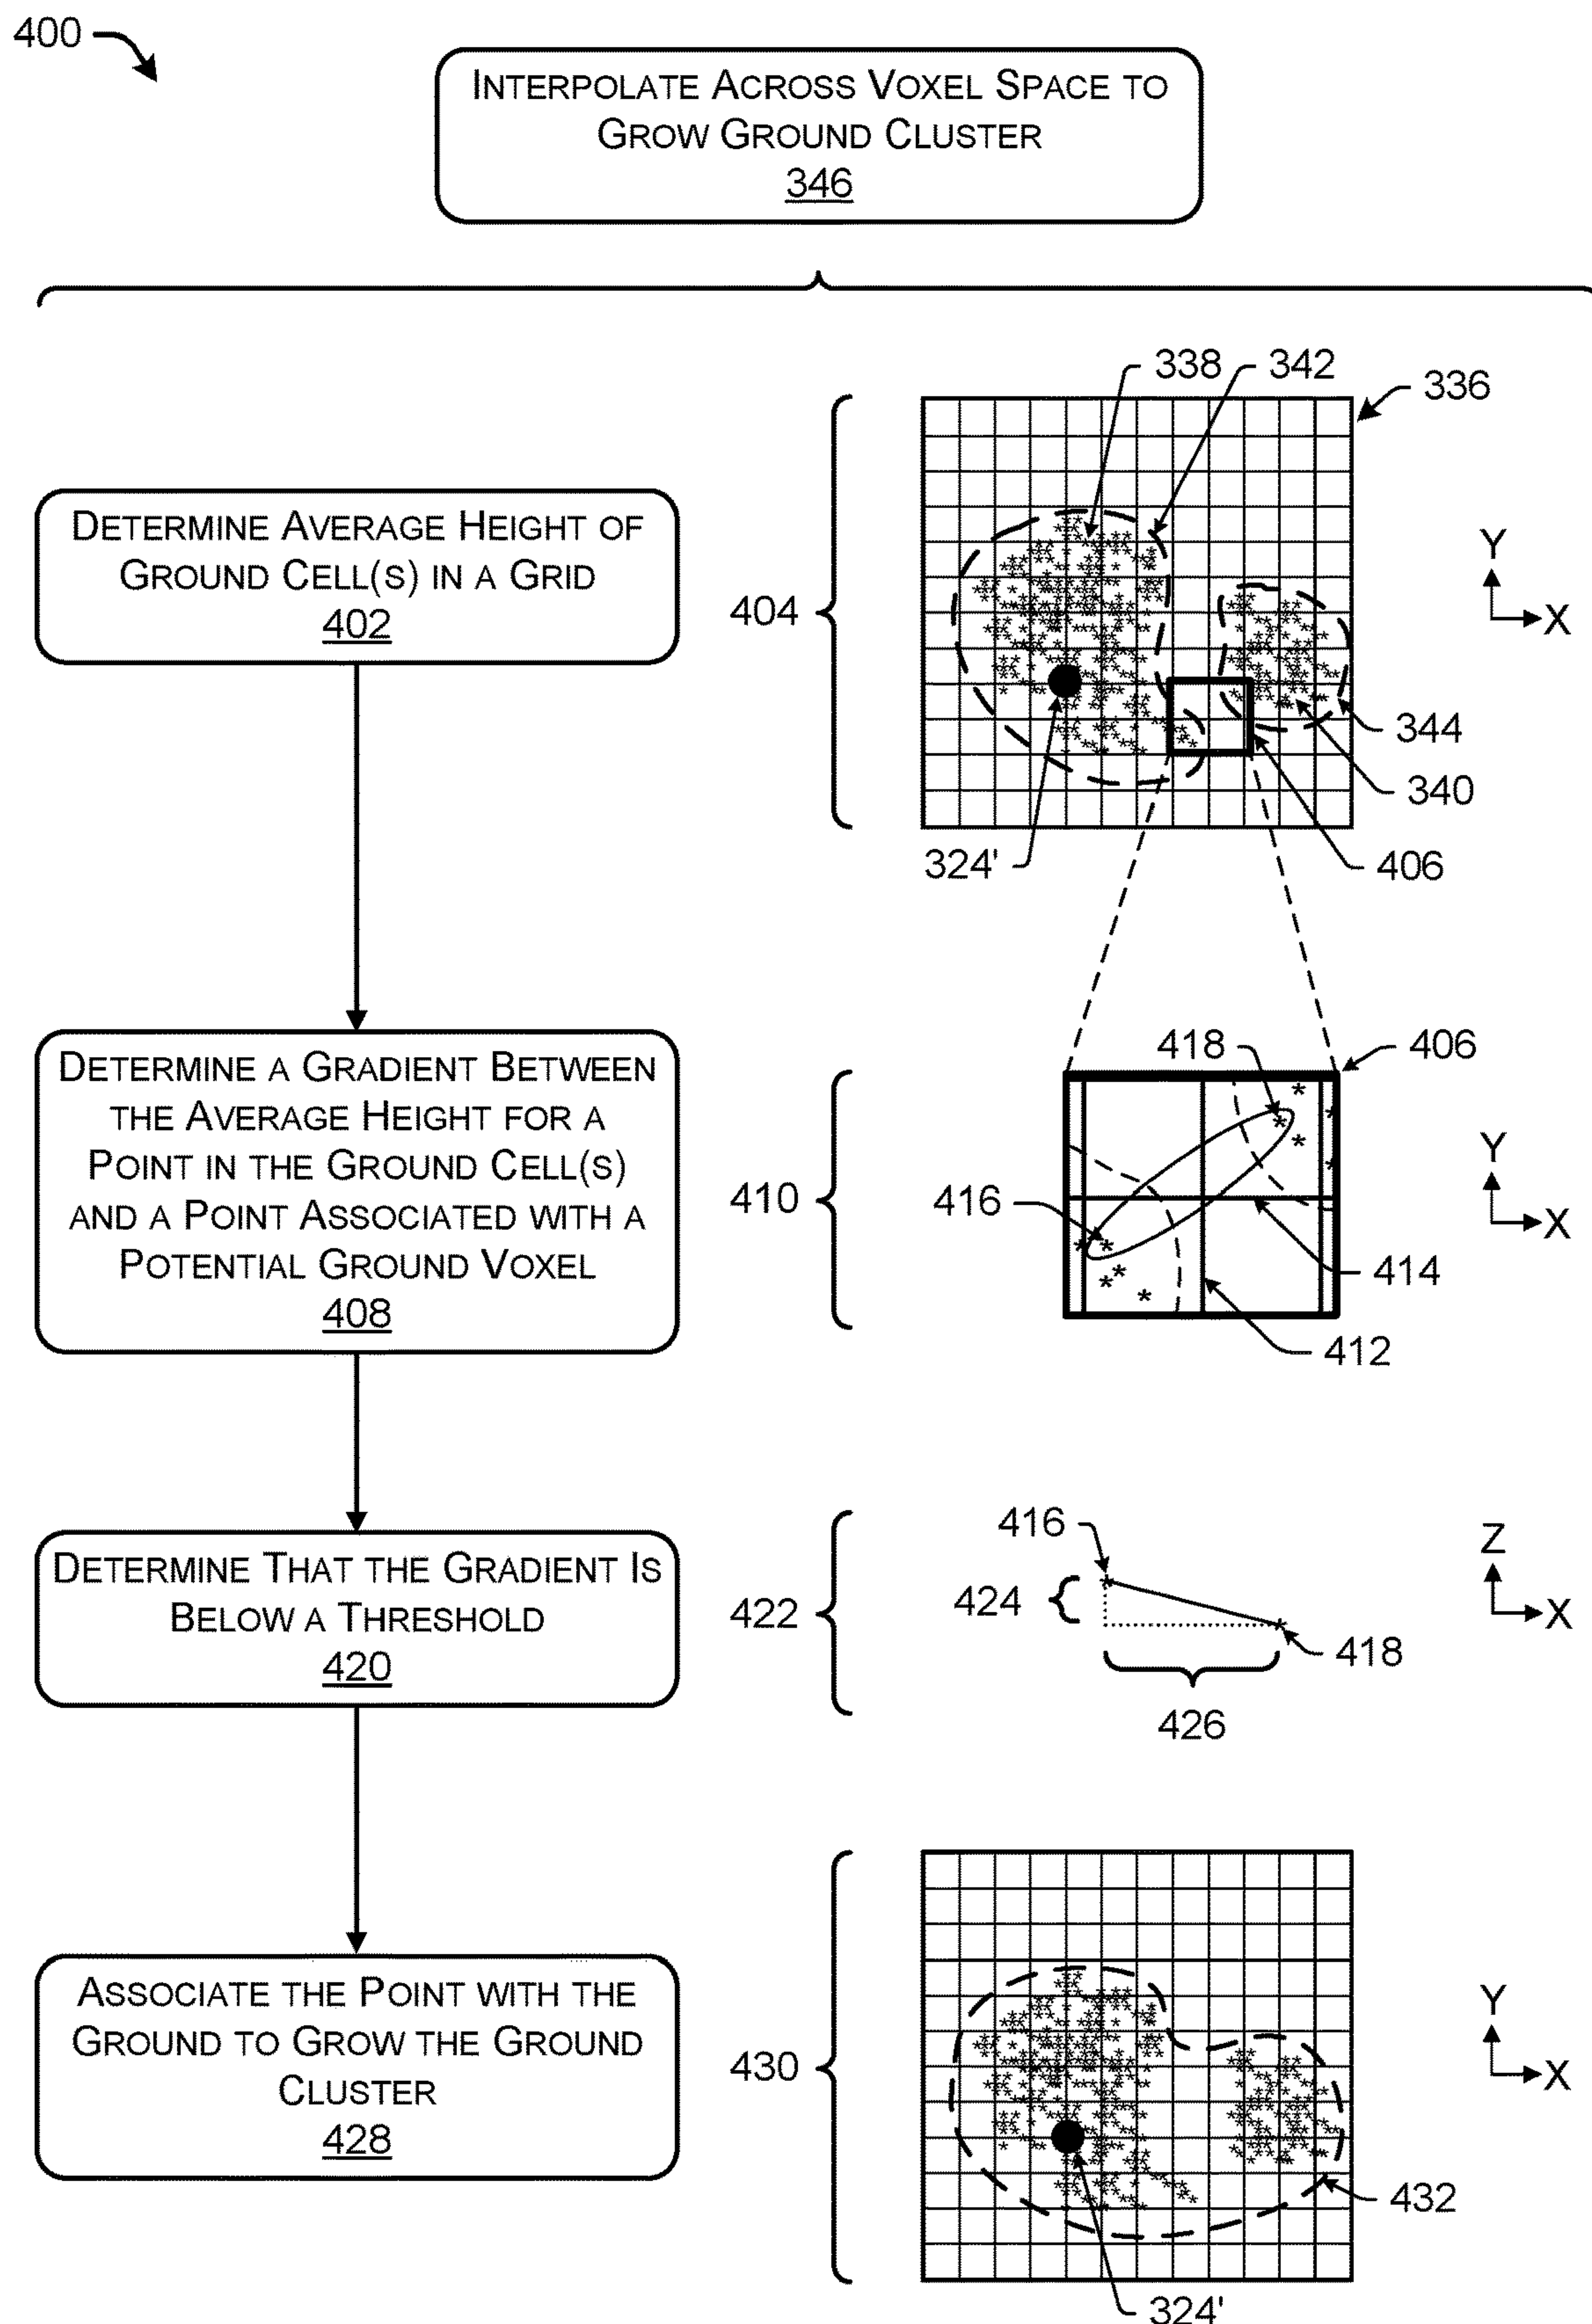 400
INTERPOLATE ACROSS VOXEL SPACE TO
GROW GROUND CLUSTER
346
338
342
336
DETERMINE AVERAGE HEIGHT OF
GROUND CELL(S) IN A GRID
402
404
Y
X
344
340
324'
406
DETERMINE A GRADIENT BETWEEN
THE AVERAGE HEIGHT FOR A
POINT IN THE GROUND CELL(S)
AND A POINT ASSOCIATED WITH A
POTENTIAL GROUND VOXEL
408
410
418
406
416
414
412
Y
X
DETERMINE THAT THE GRADIENT IS
BELOW A THRESHOLD
420
422
416
424
418
426
Z
X
ASSOCIATE THE POINT WITH THE
GROUND TO GROW THE GROUND
CLUSTER
428
430
Y
X
432
324'